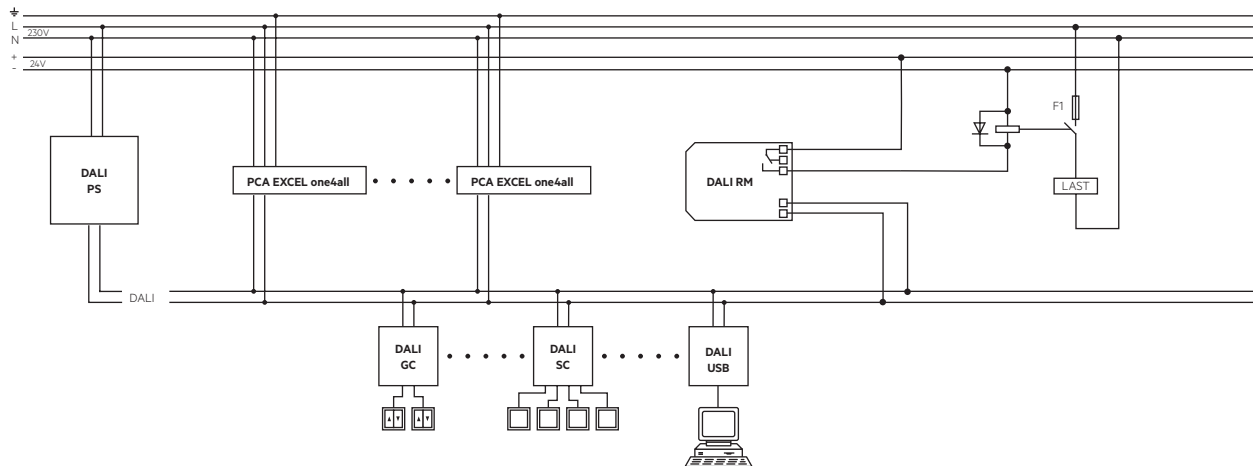 L
230V
N
+
24V
-
F1
DALI
PS
PCA EXCEL one4all
PCA EXCEL one4all
DALI RM
LAST
DALI
DALI
GC
DALI
SC
DALI
USB